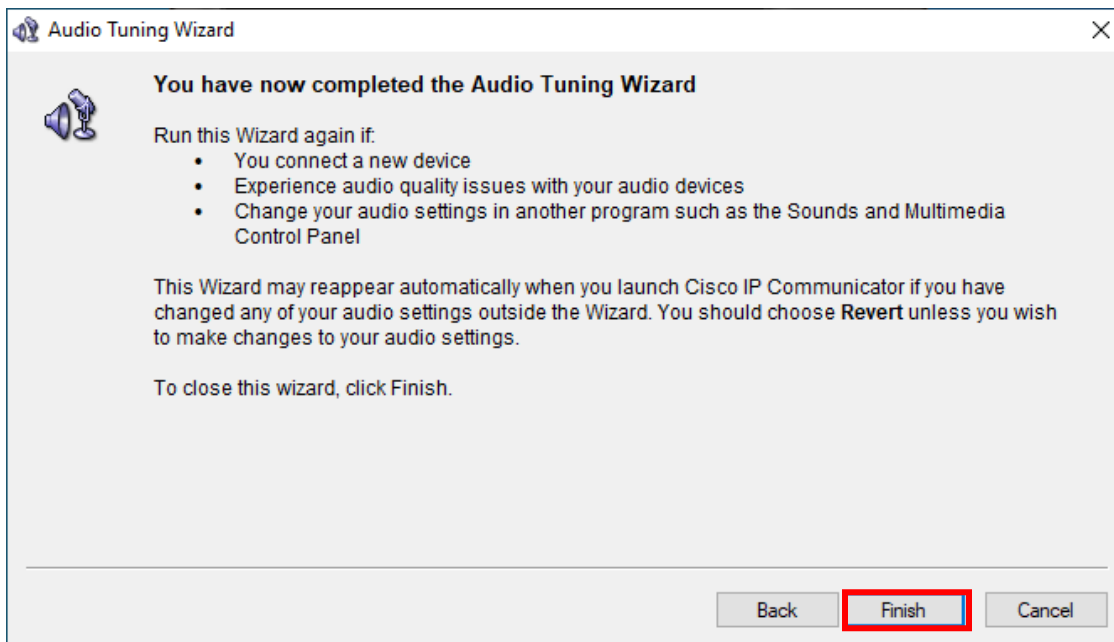 Audio Tuning Wizard
You have now completed the Audio Tuning Wizard
Run this Wizard again if:
• You connect a new device
• Experience audio quality issues with your audio devices
• Change your audio settings in another program such as the Sounds and Multimedia
Control Panel
This Wizard may reappear automatically when you launch Cisco IP Communicator if you have
changed any of your audio settings outside the Wizard. You should choose Revert unless you wish
to make changes to your audio settings.
To close this wizard, click Finish.
Back Finish Cancel